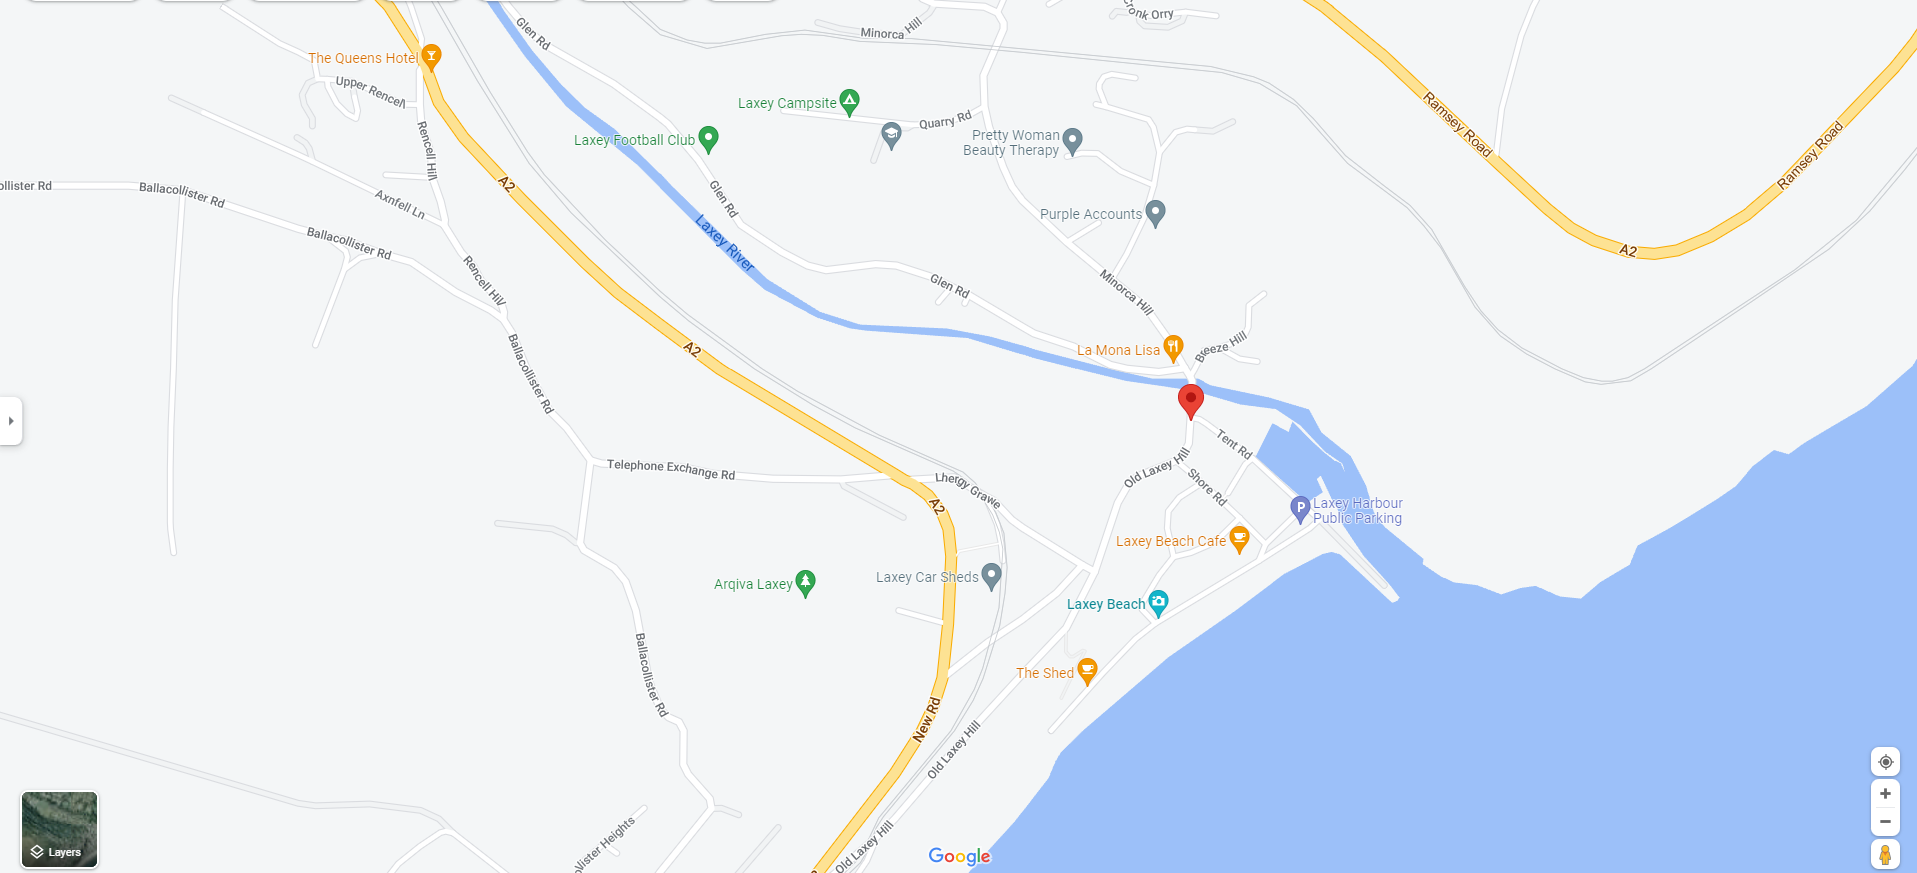 Cronk Orry
Glen Rd
Minorca Hill
The Queens Hotel
Upper Rencell
Laxey Campsite
Ramsey Road
Quarry Rd
Laxey Football Club
Pretty Woman
Beauty Therapy
Rencell Hill
Ramsey Road
A2
ollister Rd
Ballacollister Rd
Axnfell Ln
Glen Rd
Purple Accounts
Laxey River
Ballacollister Rd
A2
Rencell Hill
Glen Rd
Minorca Hill
A2
La Mona Lisa
Breeze Hill
Ballacollister Rd
Tent Rd
Telephone Exchange Rd
Old Laxey Hill
Lhergy Grawe
Shore Rd
A2
P
Laxey Harbour
Public Parking
Laxey Beach Cafe
Arqiva Laxey
Laxey Car Sheds
Laxey Beach
Ballacollister Rd
The Shed
New Rd
Old Laxey Hill
llister Heights
Old Laxey Hill
Layers
Google